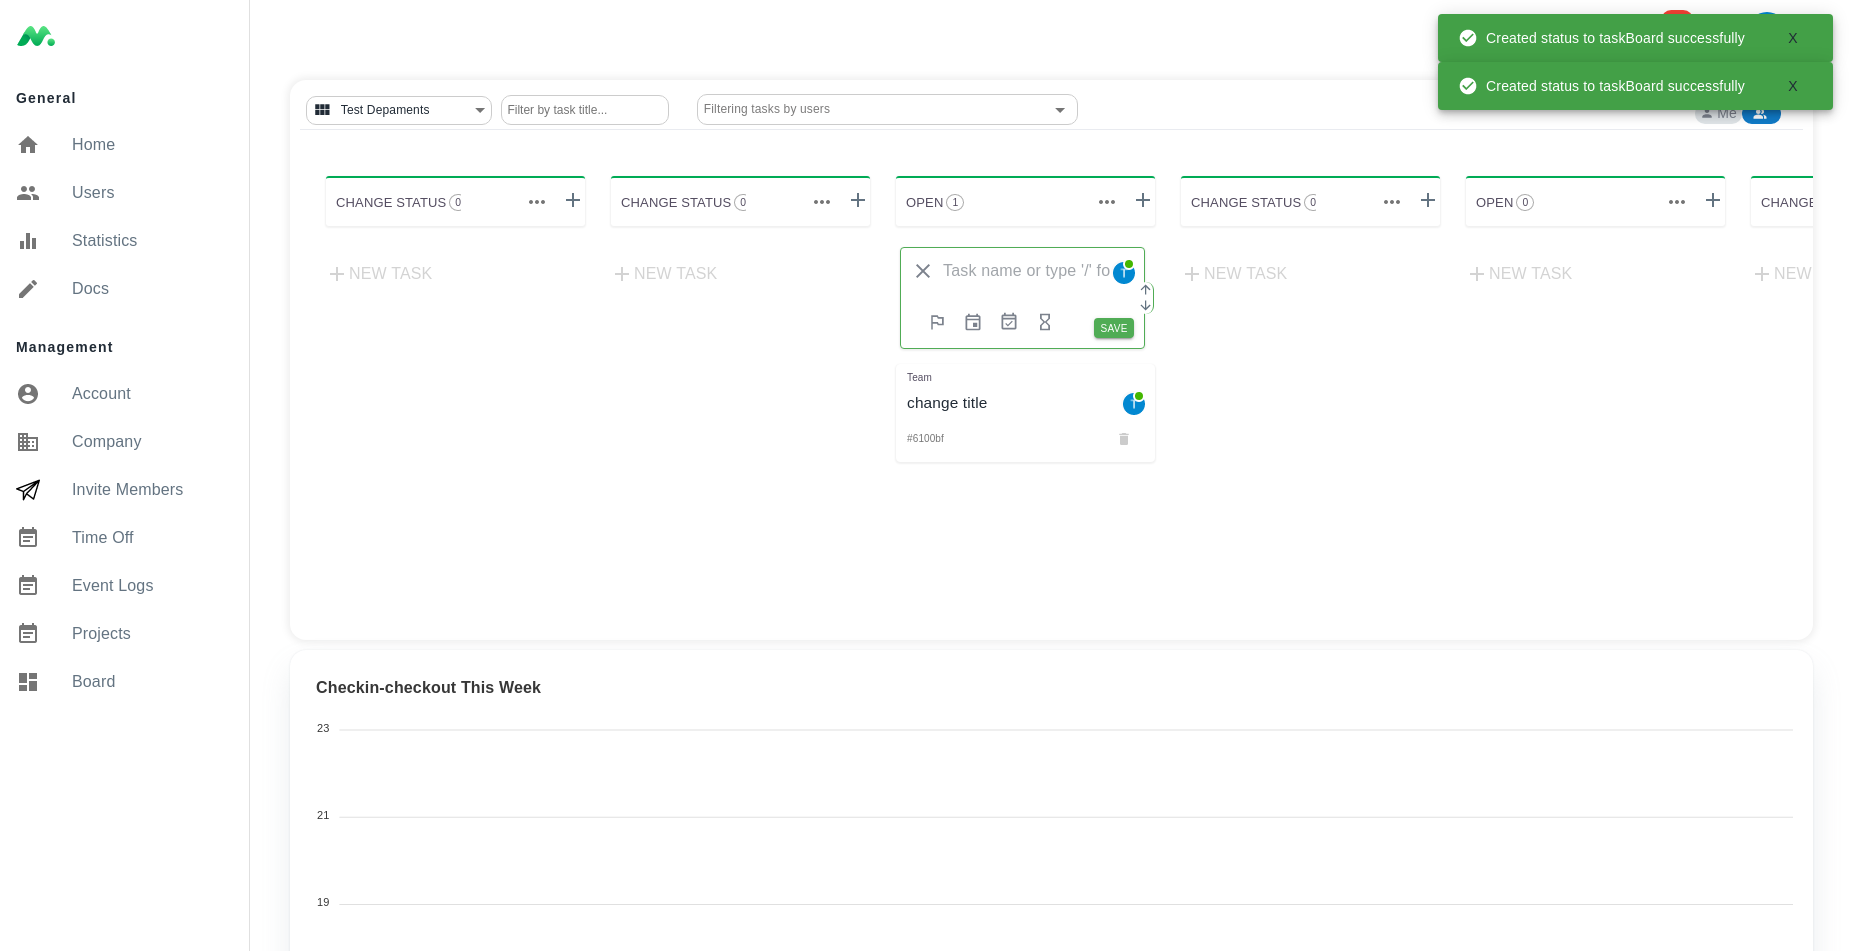 General
Home
Users
Statistics
Docs
Management
Account
Company
Invite Members
Time Off
Event Logs
Projects
Board
Created status to taskBoard successfully X
Created status to taskBoard successfully X
Test Depaments
Filter by task title...
Filtering tasks by users
Me
CHANGE STATUS 0
CHANGE STATUS 0
OPEN 1
CHANGE STATUS 0
OPEN 0
CHANGE
NEW TASK
NEW TASK
Task name or type '/' fo
T
SAVE
NEW TASK
NEW TASK
NEW
Team
change title
T
#6100bf
Checkin-checkout This Week
23
21
19